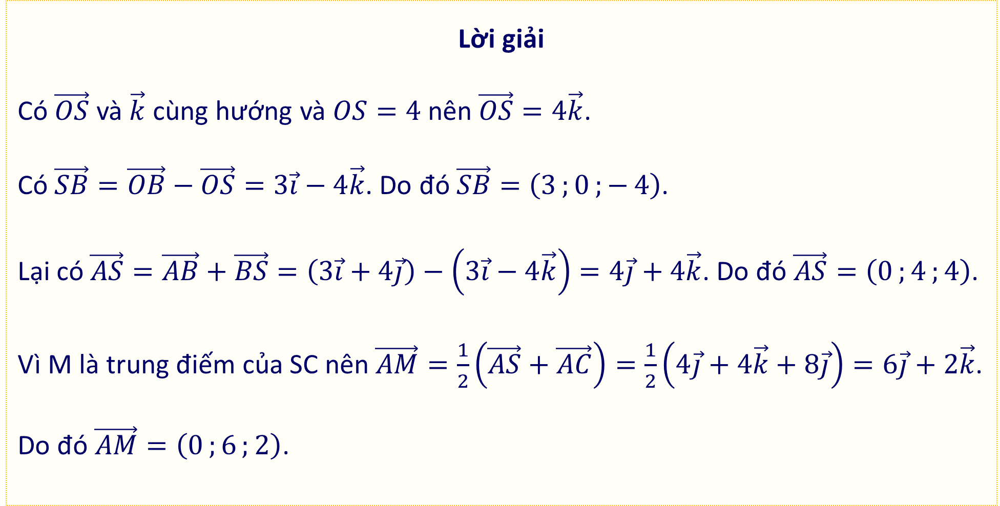 Lời giải
Có $\overrightarrow{OS}$ và $\vec{k}$ cùng hướng và $OS = 4$ nên $\overrightarrow{OS} = 4\vec{k}$.
Có $\overrightarrow{SB} = \overrightarrow{OB} - \overrightarrow{OS} = 3\vec{\imath} - 4\vec{k}$. Do đó $\overrightarrow{SB} = (3\,;0\,;-4)$.
Lại có $\overrightarrow{AS} = \overrightarrow{AB} + \overrightarrow{BS} = (3\vec{\imath} + 4\vec{\jmath}) - \left(3\vec{\imath} - 4\vec{k}\right) = 4\vec{\jmath} + 4\vec{k}$. Do đó $\overrightarrow{AS} = (0\,;4\,;4)$.
Vì M là trung điểm của SC nên $\overrightarrow{AM} = \frac{1}{2}\left(\overrightarrow{AS} + \overrightarrow{AC}\right) = \frac{1}{2}\left(4\vec{\jmath} + 4\vec{k} + 8\vec{\jmath}\right) = 6\vec{\jmath} + 2\vec{k}$.
Do đó $\overrightarrow{AM} = (0\,;6\,;2)$.